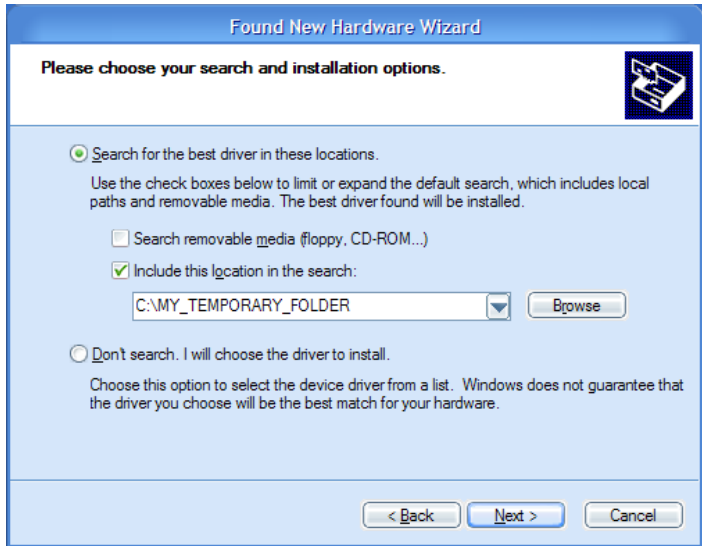 Found New Hardware Wizard
Please choose your search and installation options.
Search for the best driver in these locations.
Use the check boxes below to limit or expand the default search, which includes local
paths and removable media. The best driver found will be installed.
Search removable media (floppy, CD-ROM...)
Include this location in the search:
C:\MY_TEMPORARY_FOLDER
Browse
Don't search. I will choose the driver to install.
Choose this option to select the device driver from a list.  Windows does not guarantee that
the driver you choose will be the best match for your hardware.
< Back
Next >
Cancel